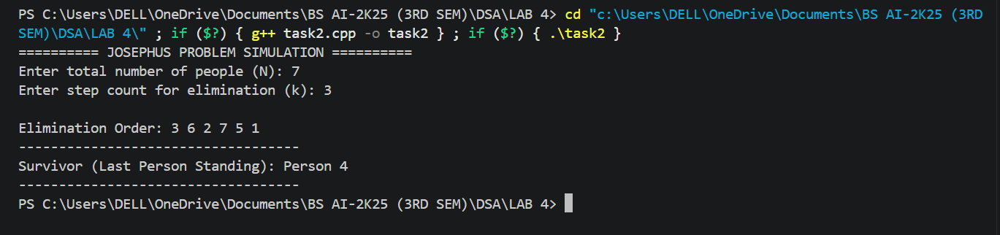 PS C:\Users\DELL\OneDrive\Documents\BS AI-2K25 (3RD SEM)\DSA\LAB 4> cd "c:\Users\DELL\OneDrive\Documents\BS AI-2K25 (3RD
SEM)\DSA\LAB 4\" ; if ($?) { g++ task2.cpp -o task2 } ; if ($?) { .\task2 }
========== JOSEPHUS PROBLEM SIMULATION ==========
Enter total number of people (N): 7
Enter step count for elimination (k): 3
Elimination Order: 3 6 2 7 5 1
-----------------------------------
Survivor (Last Person Standing): Person 4
-----------------------------------
PS C:\Users\DELL\OneDrive\Documents\BS AI-2K25 (3RD SEM)\DSA\LAB 4>